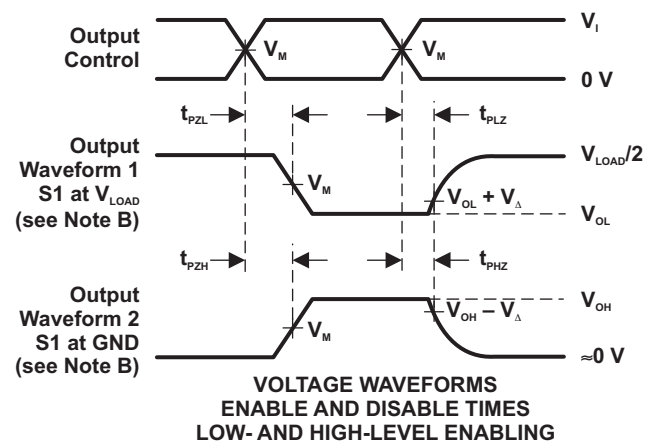 Output
Control
V_M
V_M
V_I
0 V
t_PZL
t_PLZ
Output
Waveform 1
S1 at V_LOAD
(see Note B)
V_M
V_OL + V_Δ
V_LOAD/2
V_OL
t_PZH
t_PHZ
Output
Waveform 2
S1 at GND
(see Note B)
V_M
V_OH – V_Δ
V_OH
≈0 V
VOLTAGE WAVEFORMS
ENABLE AND DISABLE TIMES
LOW- AND HIGH-LEVEL ENABLING